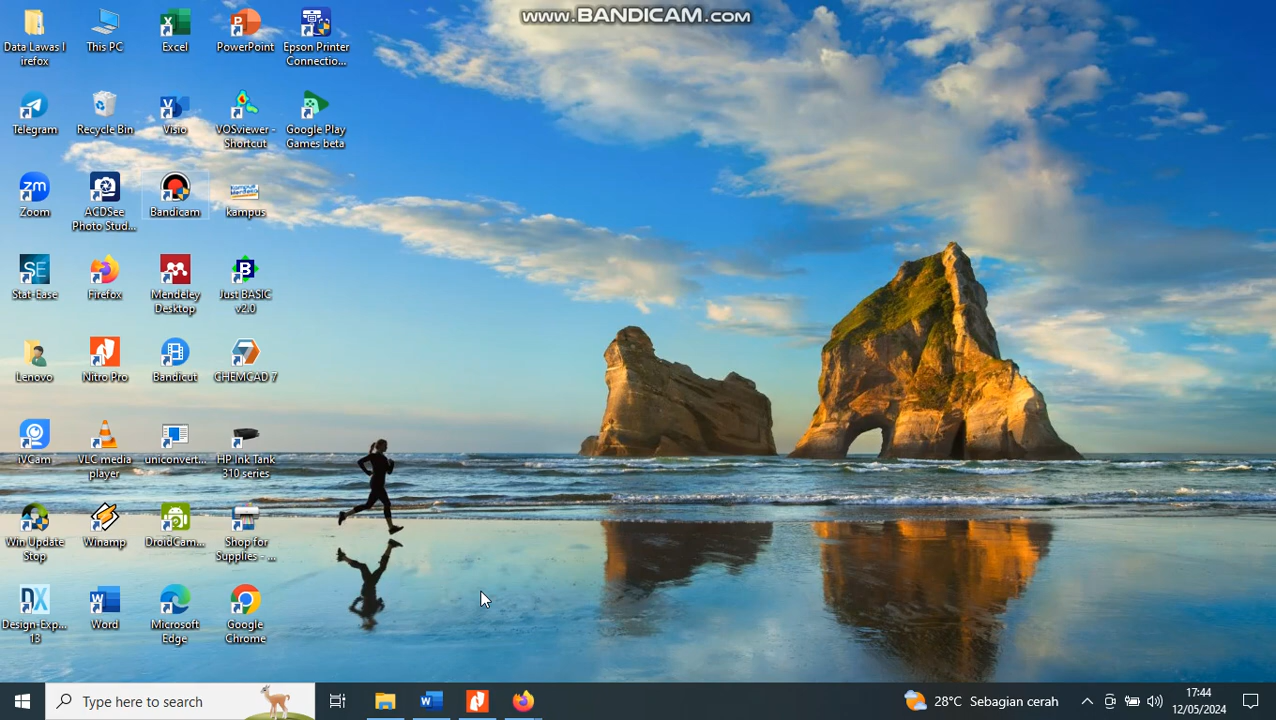 www.BANDICAM.com
Data Lawas l
irefox
This PC
Excel
PowerPoint
Epson Printer
Connectio...
Telegram
Recycle Bin
Visio
VOSviewer -
Shortcut
Google Play
Games beta
zm
Zoom
ACDSee
Photo Stud...
Bandicam
kampus
SE
Stat-Ease
Firefox
Mendeley
Desktop
Just BASIC
v2.0
Lenovo
Nitro Pro
Bandicut
CHEMCAD 7
iVCam
VLC media
player
uniconvert...
HP Ink Tank
310 series
Win Update
Stop
Winamp
DroidCam...
Shop for
Supplies - ...
DX
Design-Exp...
13
Word
Microsoft
Edge
Google
Chrome
Type here to search
28°C Sebagian cerah
17:44
12/05/2024